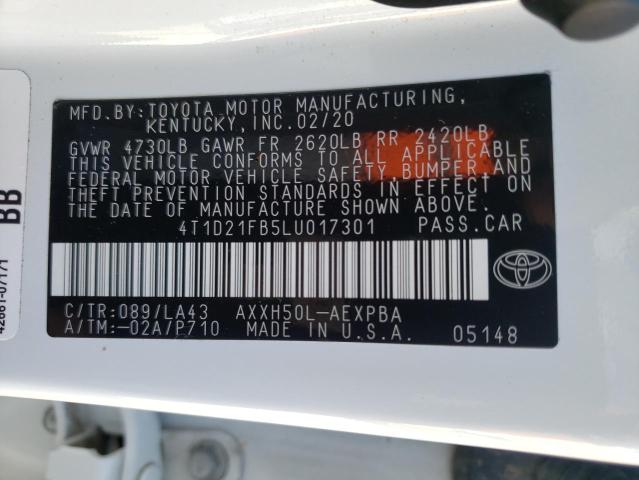 MFD.BY:TOYOTA MOTOR MANUFACTURING,
KENTUCKY, INC.02/20
GVWR 4730LB GAWR FR 2620LB RR 2420LB
THIS VEHICLE CONFORMS TO ALL APPLICABLE
FEDERAL MOTOR VEHICLE SAFETY,BUMPER AND
THEFT PREVENTION STANDARDS IN EFFECT ON
THE DATE OF MANUFACTURE SHOWN ABOVE.
4T1D21FB5LU017301 PASS.CAR
C/TR:089/LA43 AXXH50L-AEXPBA
A/TM:-02A/P710 MADE IN U.S.A. 05148
BB